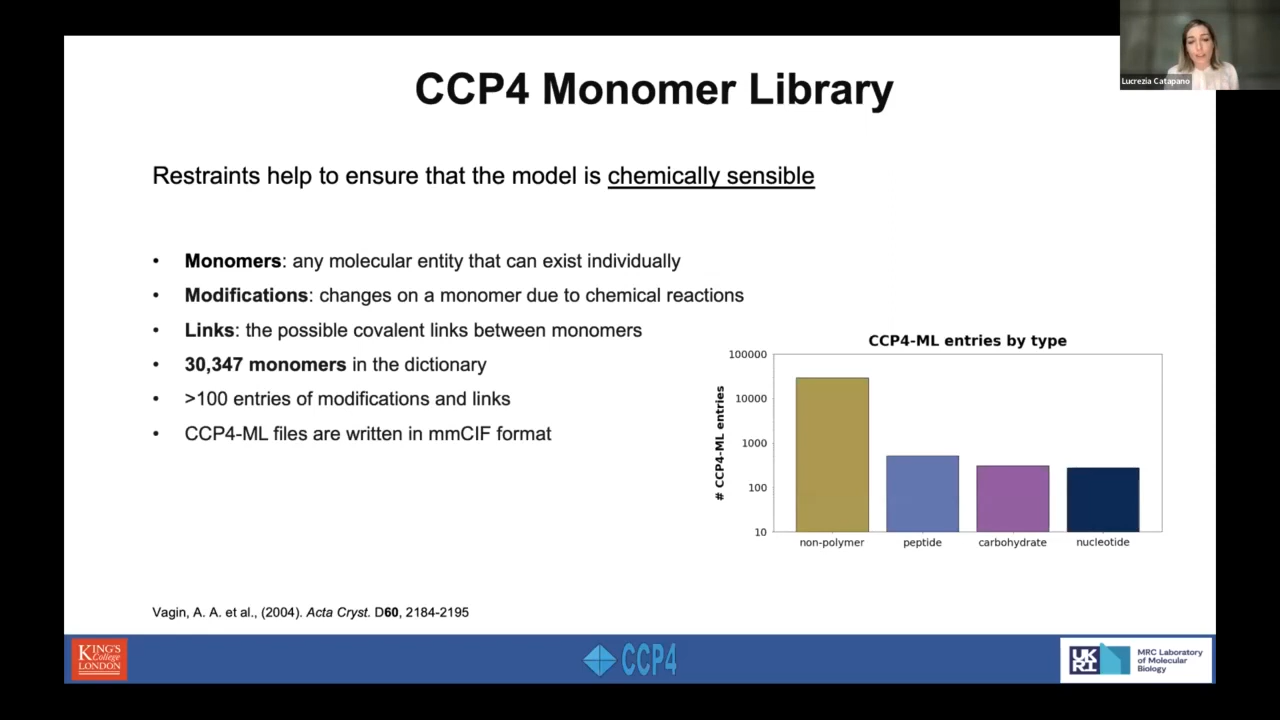 Lucrezia Catapano
CCP4 Monomer Library
Restraints help to ensure that the model is chemically sensible
• Monomers: any molecular entity that can exist individually
• Modifications: changes on a monomer due to chemical reactions
• Links: the possible covalent links between monomers
• 30,347 monomers in the dictionary
• >100 entries of modifications and links
• CCP4-ML files are written in mmCIF format
CCP4-ML entries by type
# CCP4-ML entries
100000
10000
1000
100
10
non-polymer peptide carbohydrate nucleotide
Vagin, A. A. et al., (2004). Acta Cryst. D60, 2184-2195
KING'S
College
LONDON
CCP4
UKRI
MRC Laboratory
of Molecular
Biology